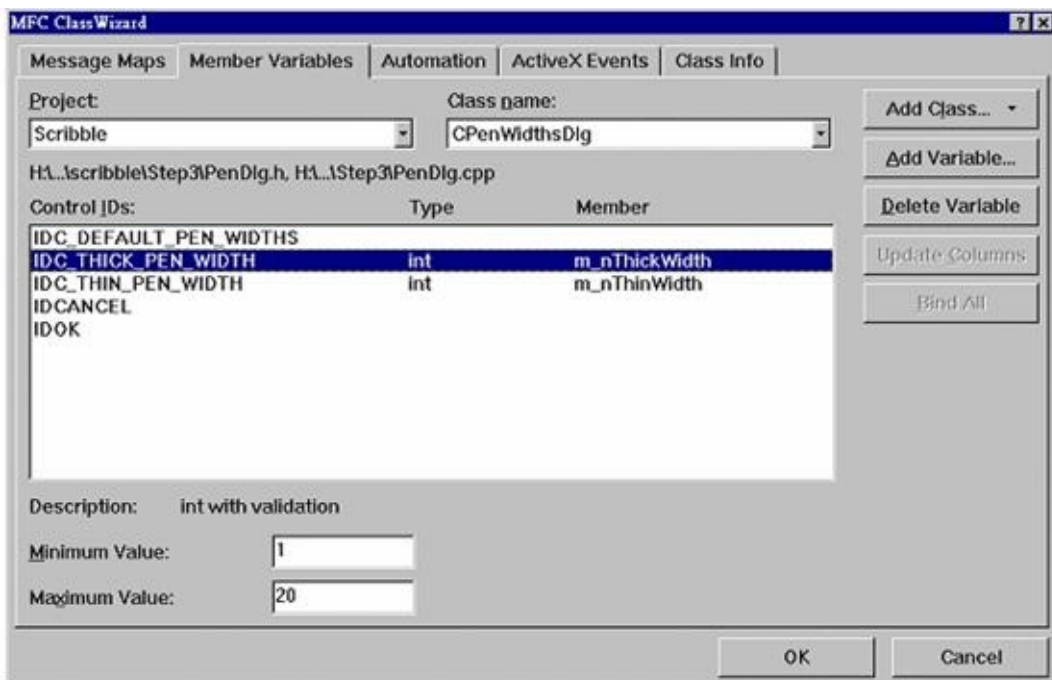 MFC ClassWizard
Message Maps Member Variables Automation ActiveX Events Class Info
Project: Class name:
Scribble CPenWidthsDlg
Add Class...
Add Variable...
Delete Variable
Update Columns
Bind All
H:\...\scribble\Step3\PenDlg.h, H:\...\Step3\PenDlg.cpp
Control IDs: Type Member
IDC_DEFAULT_PEN_WIDTHS
IDC_THICK_PEN_WIDTH int m_nThickWidth
IDC_THIN_PEN_WIDTH int m_nThinWidth
IDCANCEL
IDOK
Description: int with validation
Minimum Value: 1
Maximum Value: 20
OK Cancel